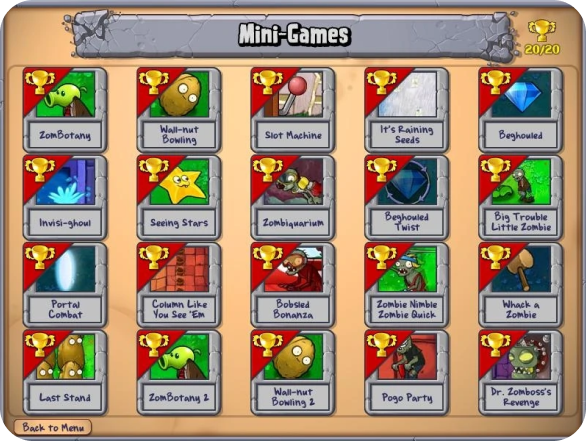 Mini-Games
20/20
ZomBotany
Wall-nut
Bowling
Slot Machine
It's Raining
Seeds
Beghouled
Invisi-ghoul
Seeing Stars
Zombiquarium
Beghouled
Twist
Big Trouble
Little Zombie
Portal
Combat
Column Like
You See 'Em
Bobsled
Bonanza
Zombie Nimble
Zombie Quick
Whack a
Zombie
Last Stand
ZomBotany 2
Wall-nut
Bowling 2
Pogo Party
Dr. Zomboss's
Revenge
Back to Menu